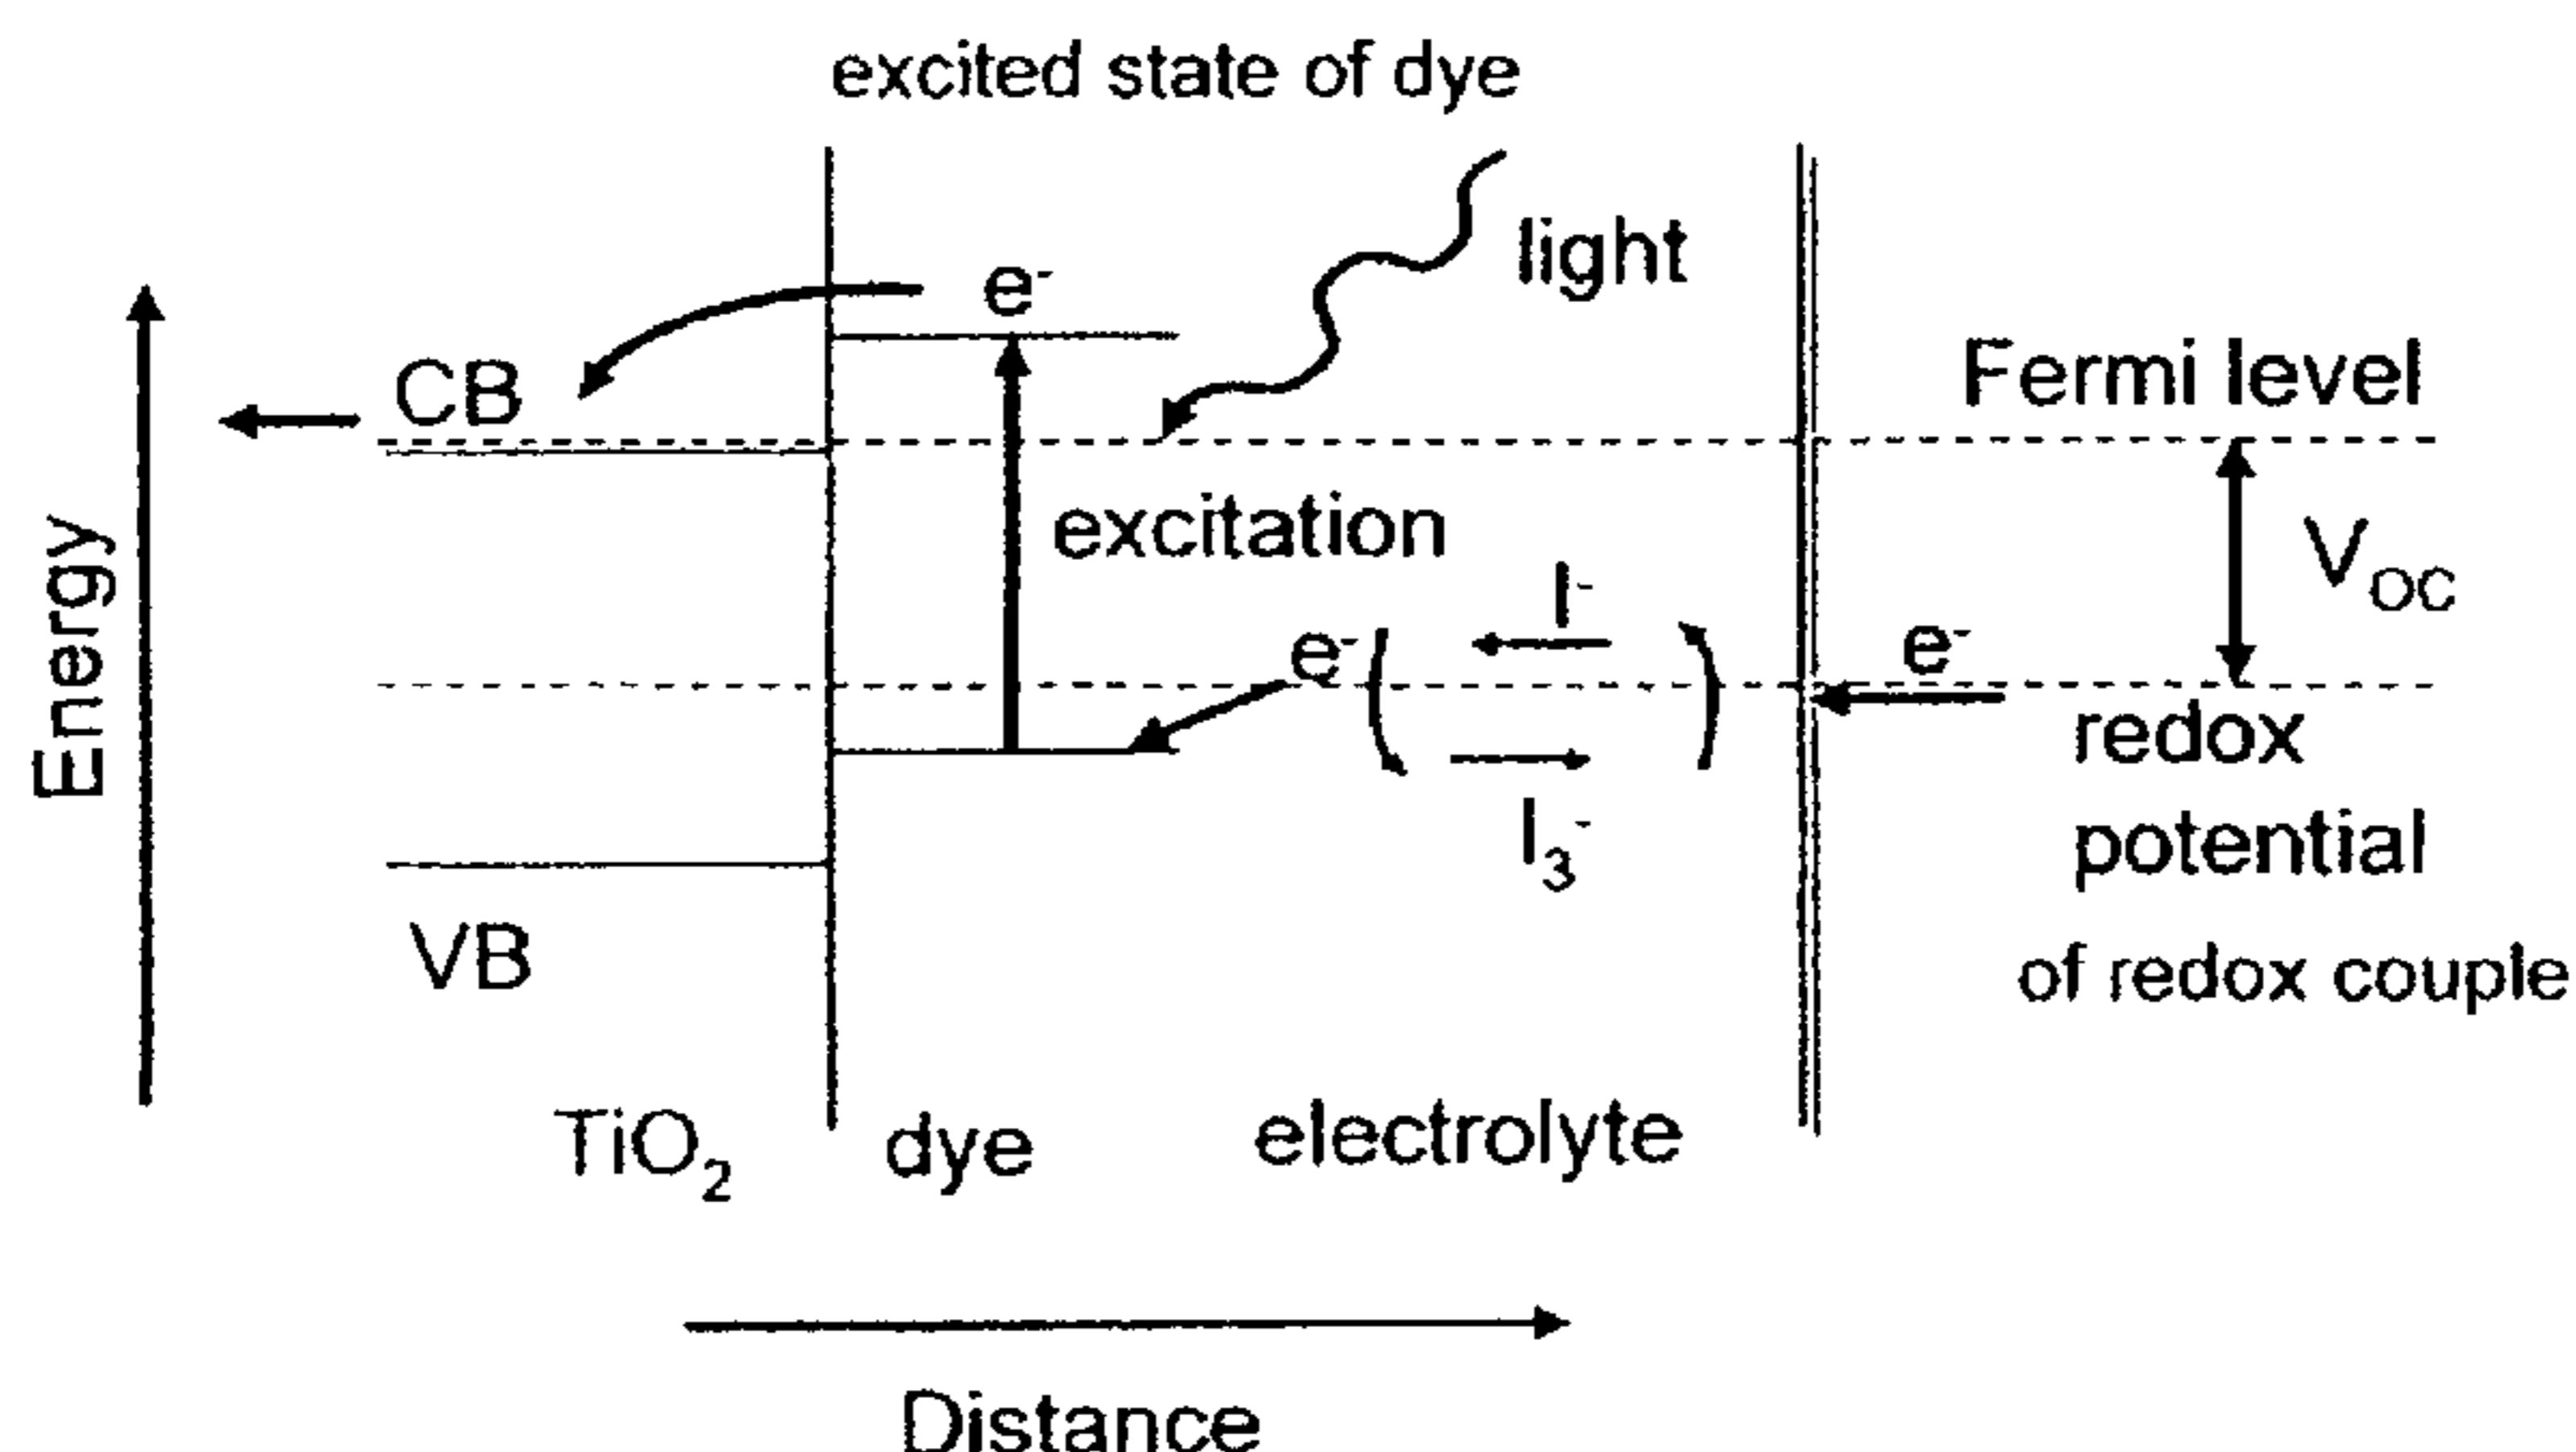 excited state of dye
light
e-
CB
Fermi level
excitation
VOC
I-
e-
e-
redox
potential
of redox couple
I3-
VB
Energy
TiO2
dye
electrolyte
Distance